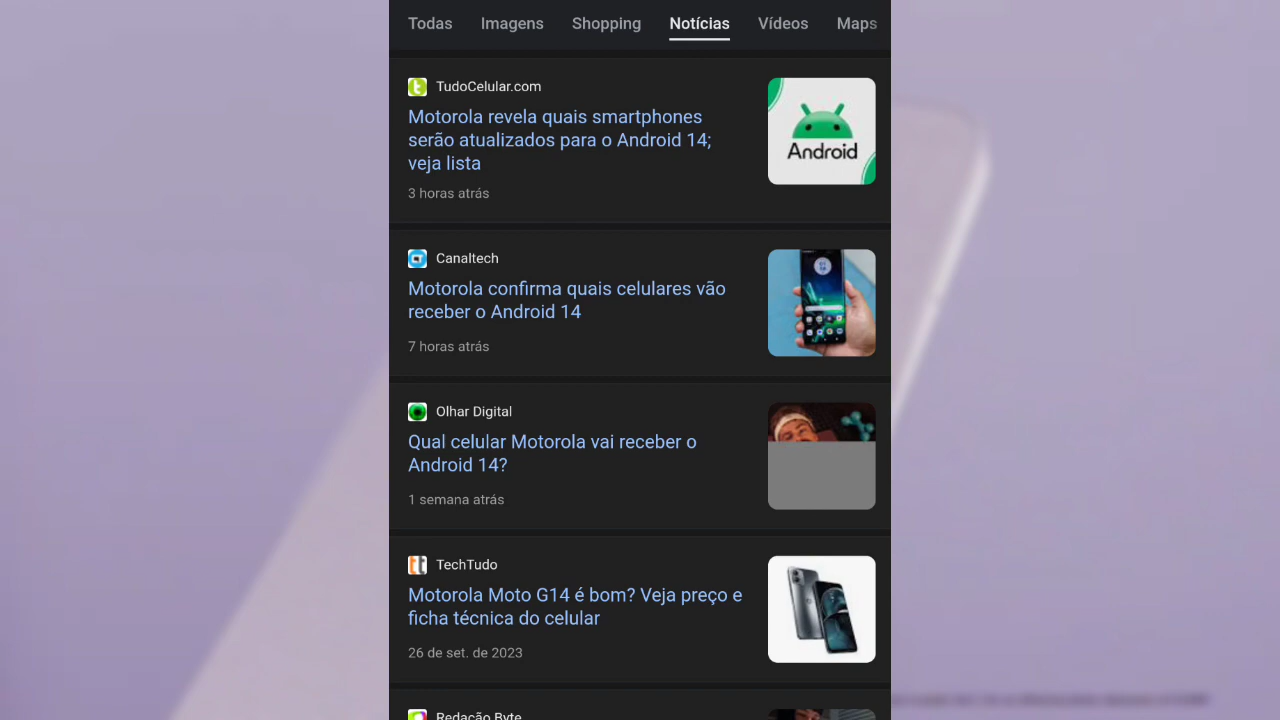 Todas Imagens Shopping Notícias Vídeos Maps
TudoCelular.com
Motorola revela quais smartphones
serão atualizados para o Android 14;
veja lista
3 horas atrás
Android
Canaltech
Motorola confirma quais celulares vão
receber o Android 14
7 horas atrás
Olhar Digital
Qual celular Motorola vai receber o
Android 14?
1 semana atrás
TechTudo
Motorola Moto G14 é bom? Veja preço e
ficha técnica do celular
26 de set. de 2023
Redação Byte